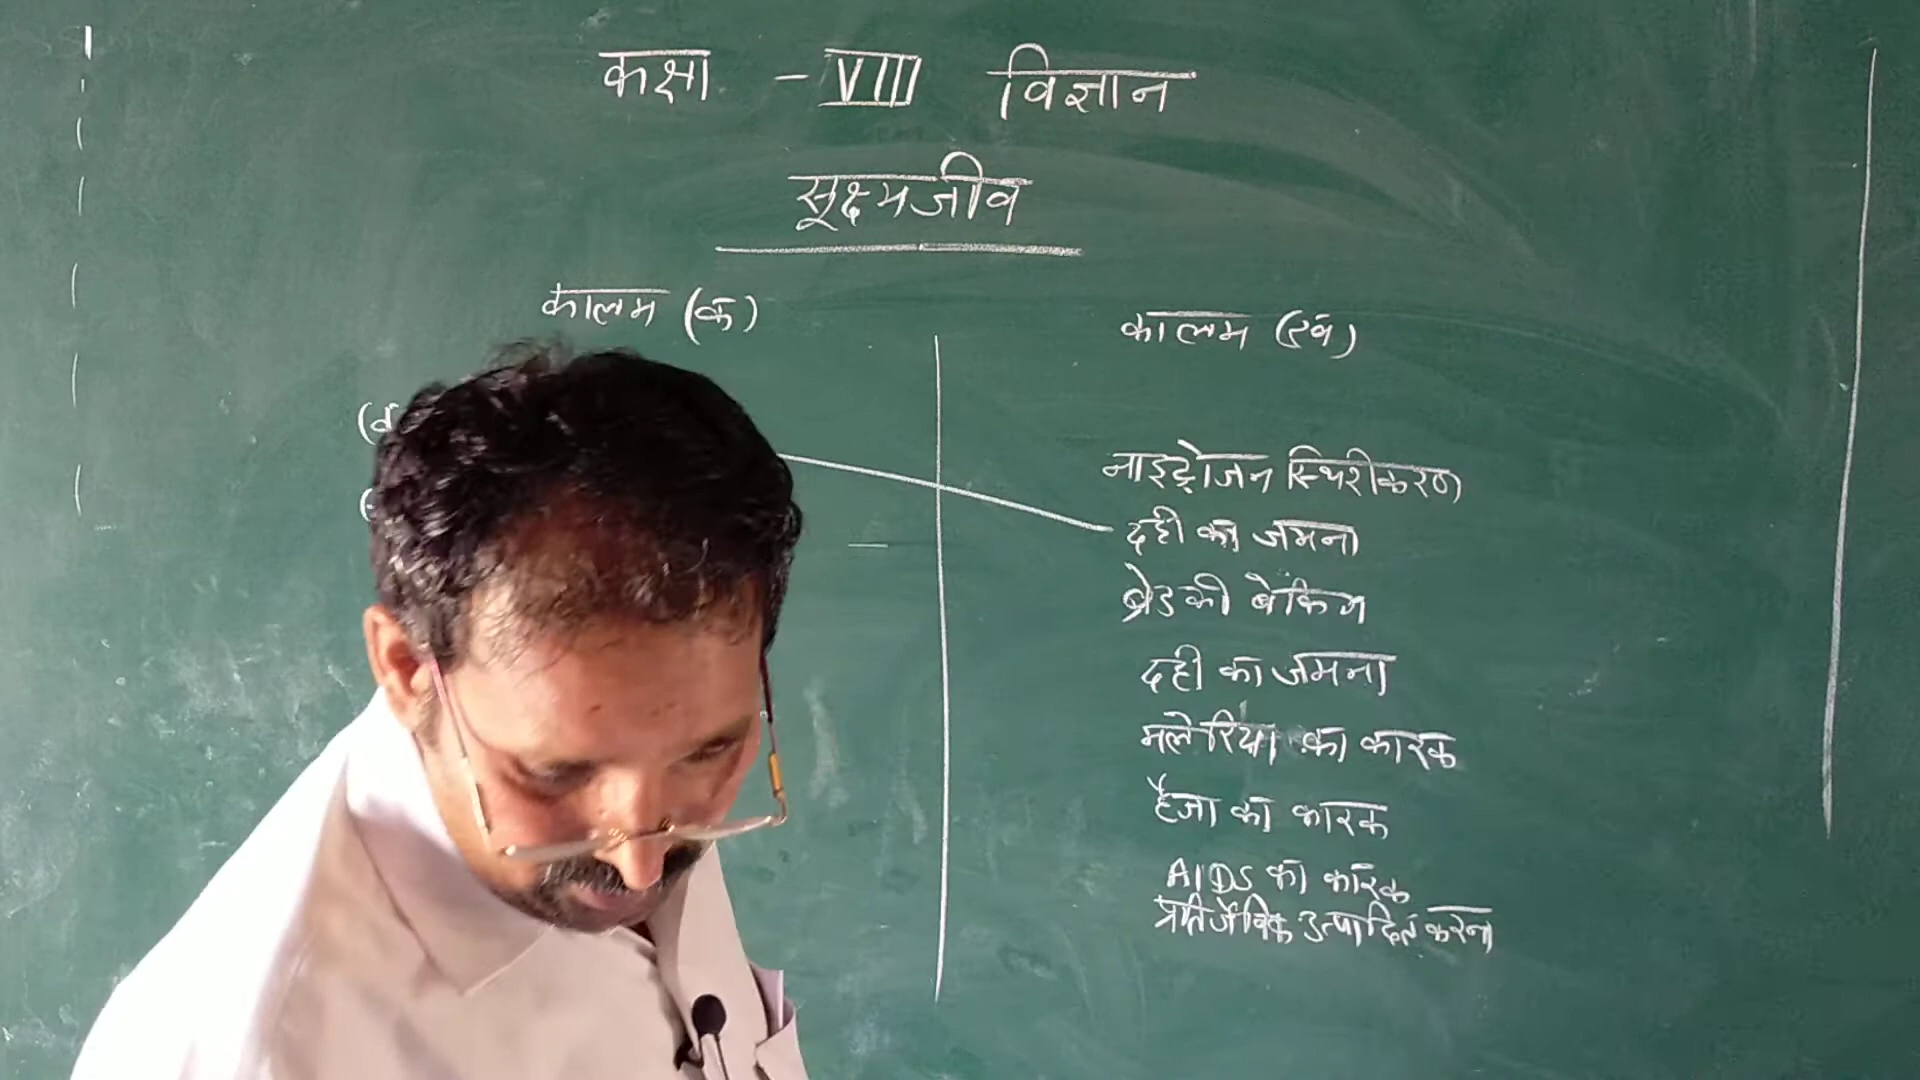 कक्षा - VIII विज्ञान
सूक्ष्मजीव
कालम (क)
कालम (ख)
नाइट्रोजन स्थिरीकरण
दही का जमना
ब्रेड की बेकिंग
दही का जमना
मलेरिया का कारक
हैजा का कारक
AIDS का कारक
प्रतिजैविक उत्पादित करना